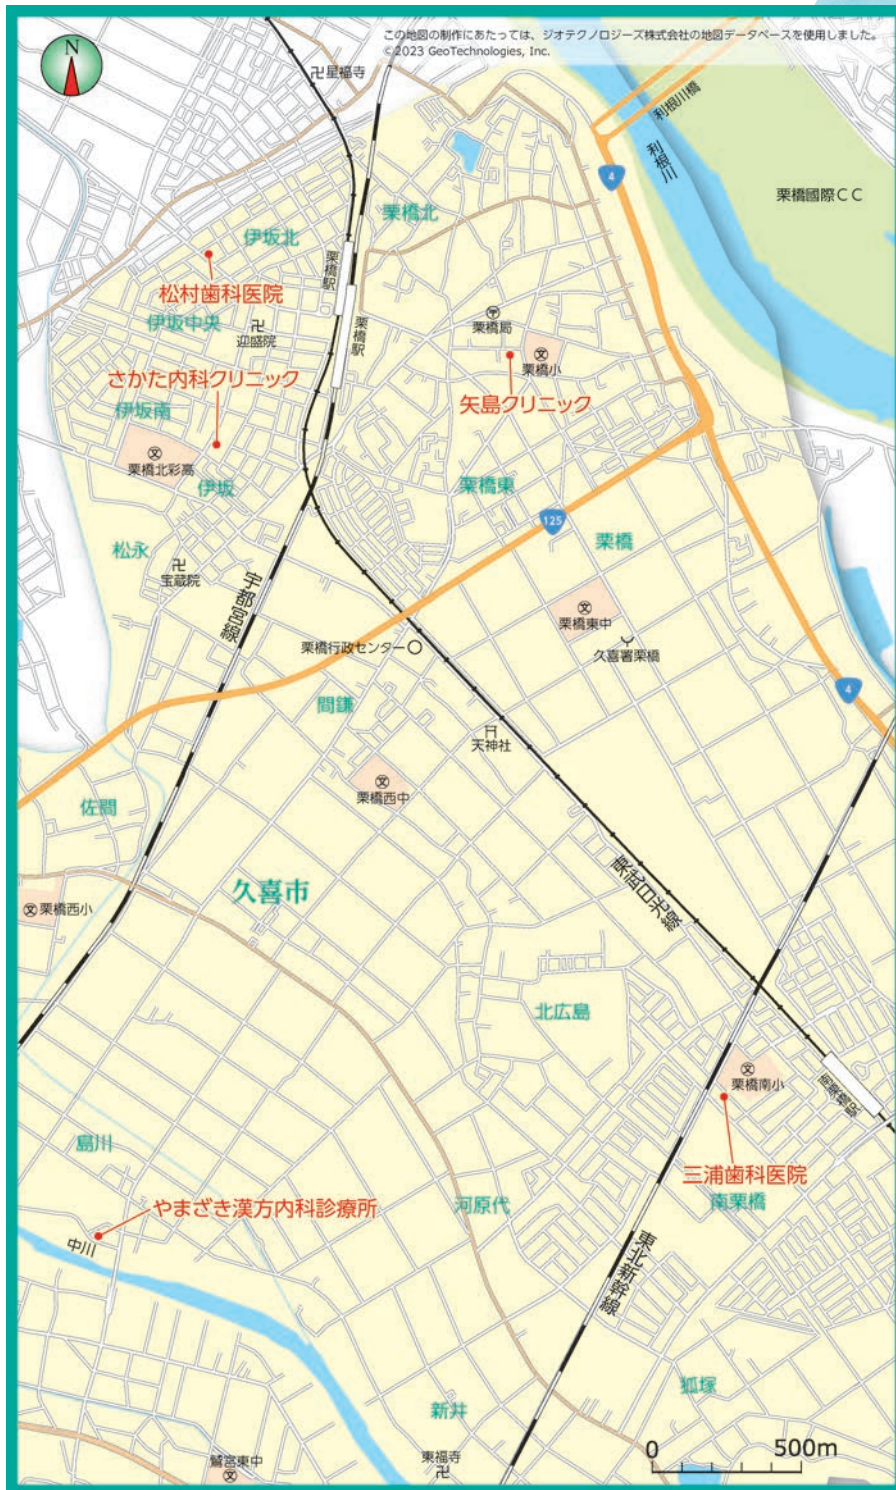 この地図の制作にあたっては、ジオテクノロジーズ株式会社の地図データベースを使用しました。
©2023 GeoTechnologies, Inc.
N
星福寺
利根川橋
4
利根川
栗橋國際CC
栗橋北
伊坂北
栗橋駅
松村歯科医院
栗橋駅
栗橋局
伊坂中央
迎盛院
栗橋小
さかた内科クリニック
矢島クリニック
伊坂南
栗橋北彩高
伊坂
栗橋東
125
栗橋
松永
宝蔵院
宇都宮線
栗橋東中
栗橋行政センター
久喜署栗橋
4
間鎌
天神社
栗橋西中
佐間
東武日光線
久喜市
栗橋西小
北広島
栗橋南小
南栗橋駅
島川
三浦歯科医院
南栗橋
やまざき漢方内科診療所
河原代
中川
東北新幹線
狐塚
新井
東福寺
鷲宮東中
0 500m